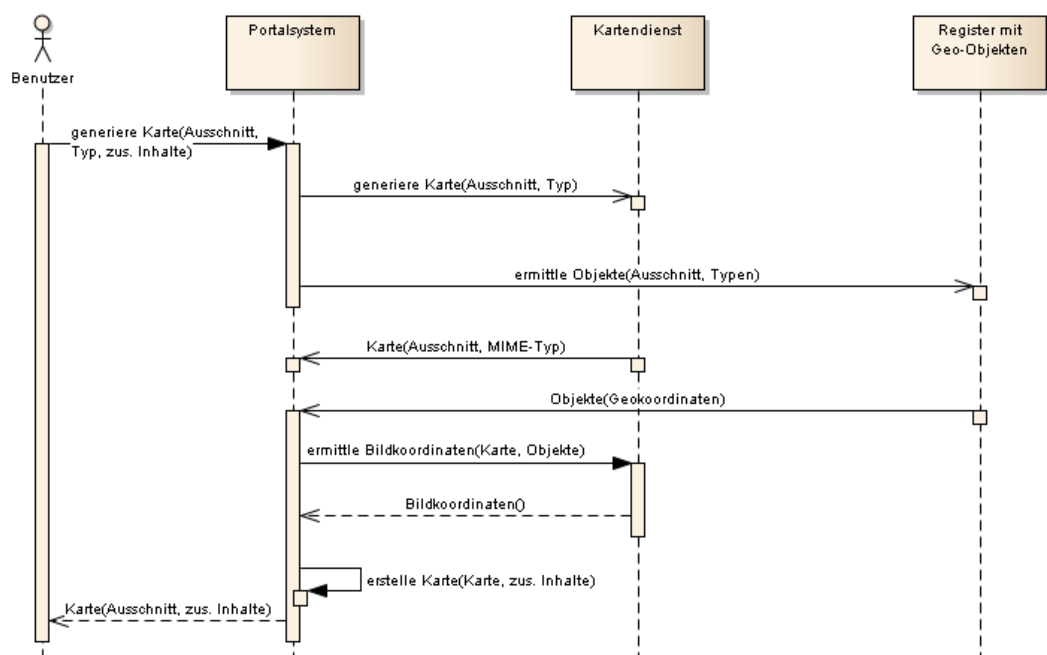 Portalsystem
Kartendienst
Register mit
Geo-Objekten
Benutzer
generiere Karte(Ausschnitt,
Typ, zus. Inhalte)
generiere Karte(Ausschnitt, Typ)
ermittle Objekte(Ausschnitt, Typen)
Karte(Ausschnitt, MIME-Typ)
Objekte(Geokoordinaten)
ermittle Bildkoordinaten(Karte, Objekte)
Bildkoordinaten()
erstelle Karte(Karte, zus. Inhalte)
Karte(Ausschnitt, zus. Inhalte)